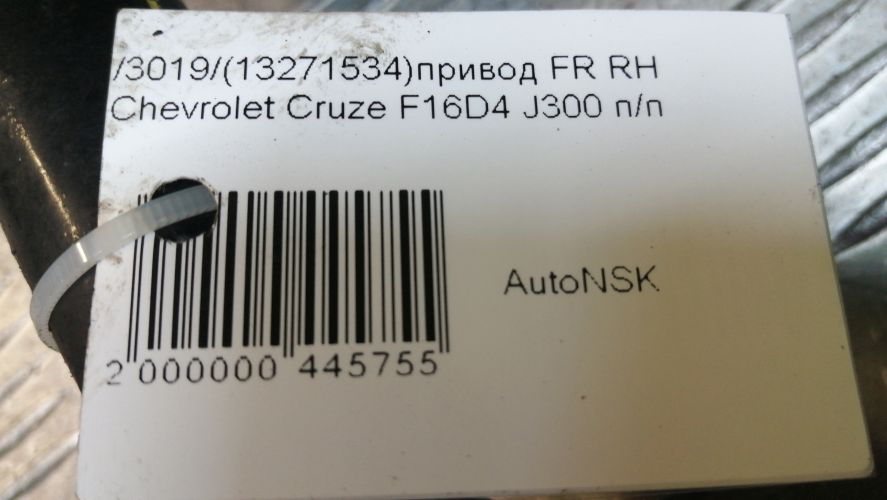 /3019/(13271534)привод FR RH
Chevrolet Cruze F16D4 J300 п/п
AutoNSK
2 000000 445755